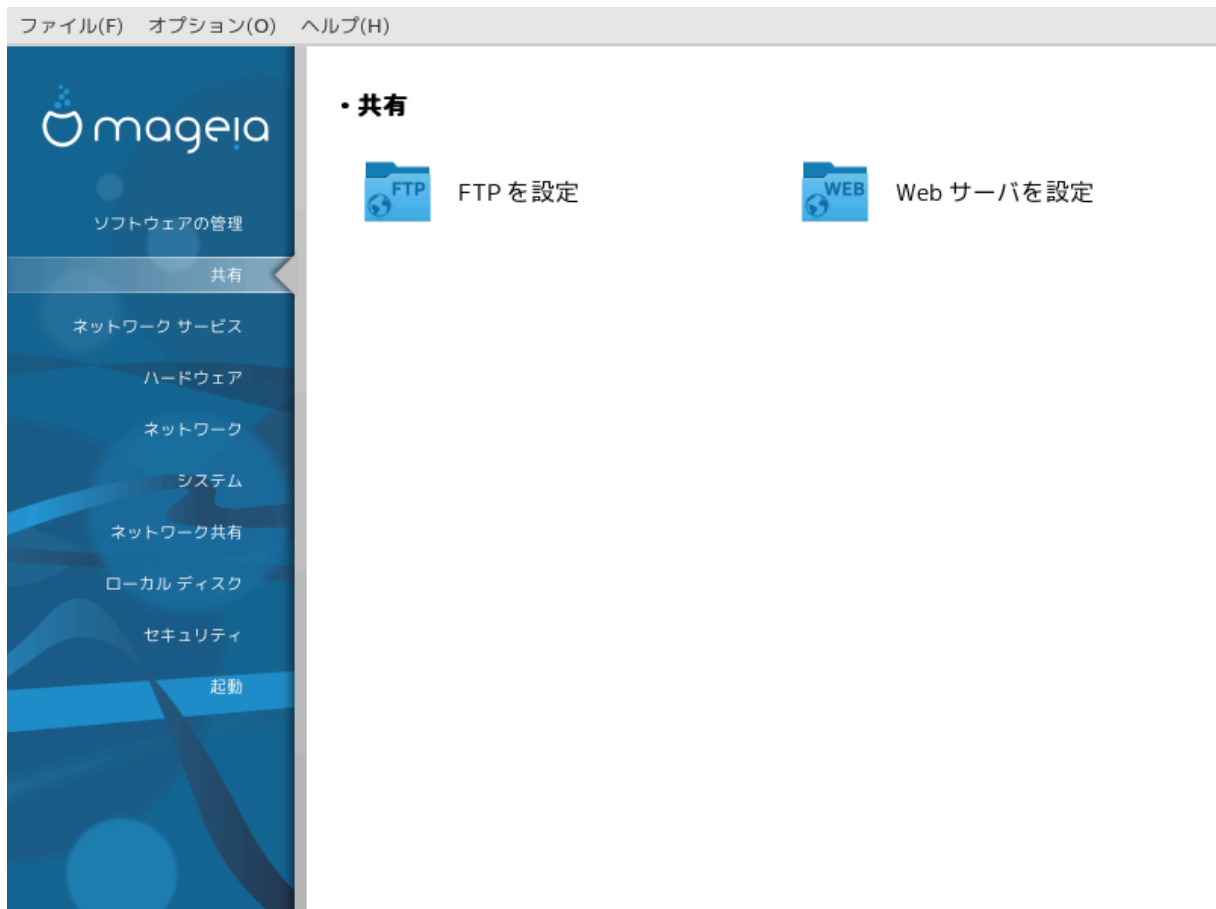 ファイル(F) オプション(O) ヘルプ(H)
mageia
ソフトウェアの管理
共有
ネットワーク サービス
ハードウェア
ネットワーク
システム
ネットワーク共有
ローカル ディスク
セキュリティ
起動
・共有
FTP
FTP を設定
WEB
Web サーバを設定